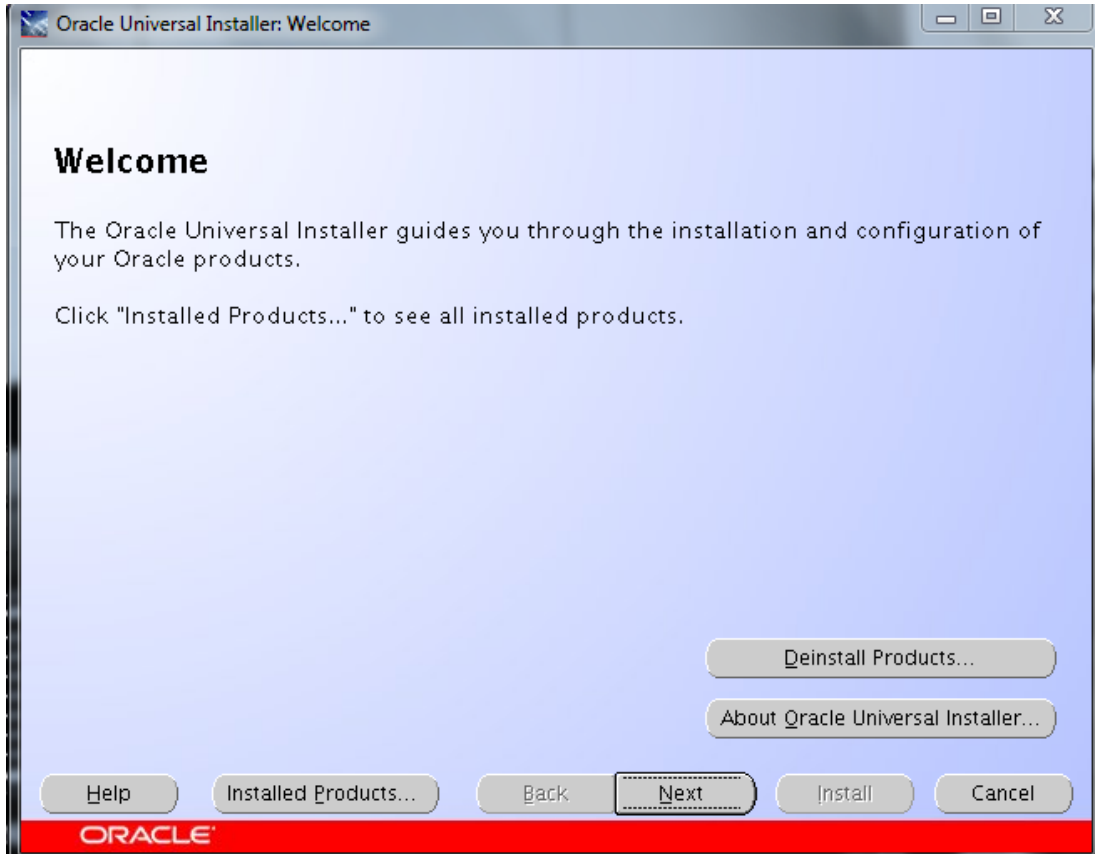 Oracle Universal Installer: Welcome
Welcome
The Oracle Universal Installer guides you through the installation and configuration of
your Oracle products.
Click "Installed Products..." to see all installed products.
Deinstall Products...
About Oracle Universal Installer...
Help Installed Products... Back Next Install Cancel
ORACLE